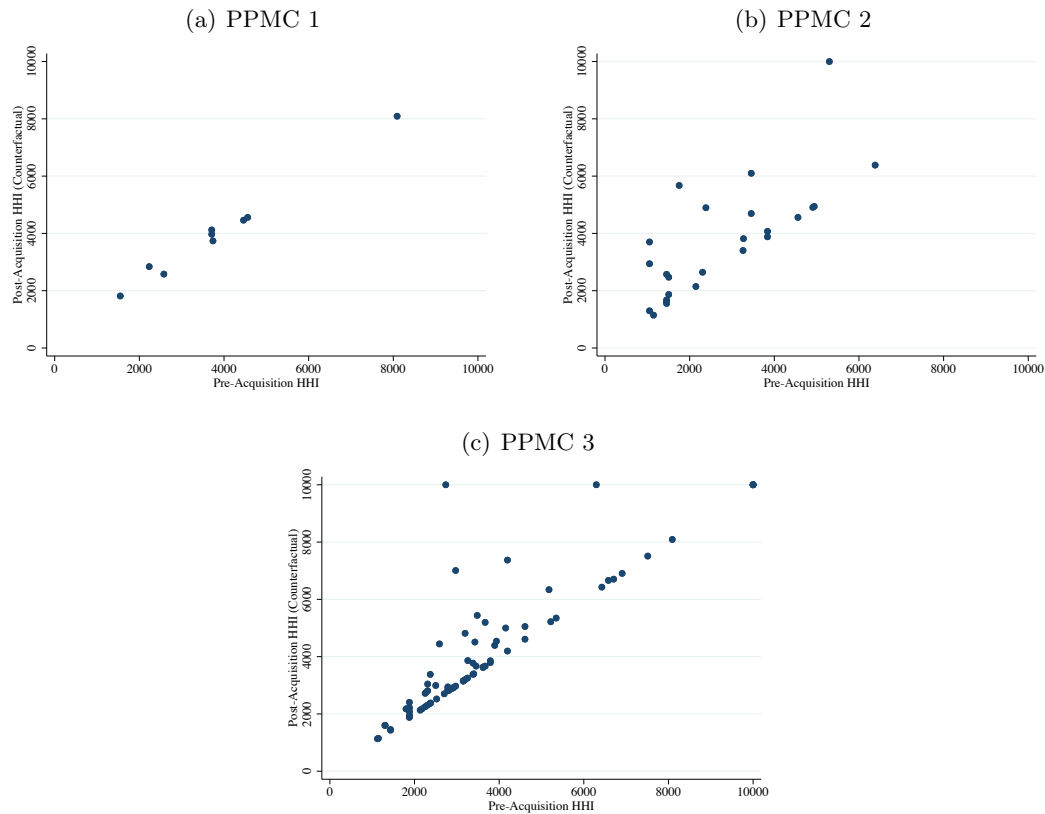 (a) PPMC 1
Post-Acquisition HHI (Counterfactual)
10000
8000
6000
4000
2000
0
0 2000 4000 6000 8000 10000
Pre-Acquisition HHI
(b) PPMC 2
Post-Acquisition HHI (Counterfactual)
10000
8000
6000
4000
2000
0
0 2000 4000 6000 8000 10000
Pre-Acquisition HHI
(c) PPMC 3
Post-Acquisition HHI (Counterfactual)
10000
8000
6000
4000
2000
0
0 2000 4000 6000 8000 10000
Pre-Acquisition HHI